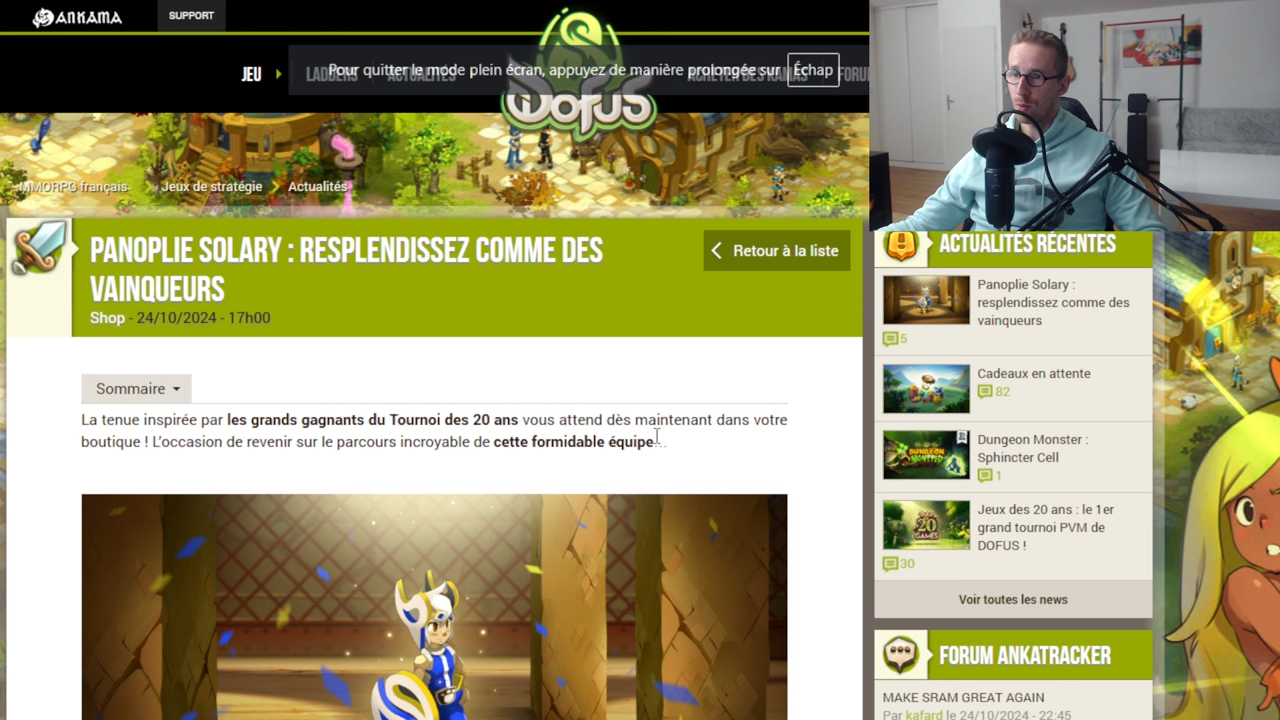 ANKAMA
SUPPORT
JEU
Pour quitter le mode plein écran, appuyez de manière prolongée sur Échap
LADDERS
ACTUALITÉS
FORUM
DOFUS
MMORPG français
Jeux de stratégie
Actualités
PANOPLIE SOLARY : RESPLENDISSEZ COMME DES
VAINQUEURS
Shop - 24/10/2024 - 17h00
Retour à la liste
Sommaire
La tenue inspirée par les grands gagnants du Tournoi des 20 ans vous attend dès maintenant dans votre
boutique ! L'occasion de revenir sur le parcours incroyable de cette formidable équipe...
ACTUALITÉS RÉCENTES
Panoplie Solary :
resplendissez comme des
vainqueurs
5
Cadeaux en attente
82
Dungeon Monster :
Sphincter Cell
1
Jeux des 20 ans : le 1er
grand tournoi PVM de
DOFUS !
30
Voir toutes les news
FORUM ANKATRACKER
MAKE SRAM GREAT AGAIN
Par kafard le 24/10/2024 - 22:45